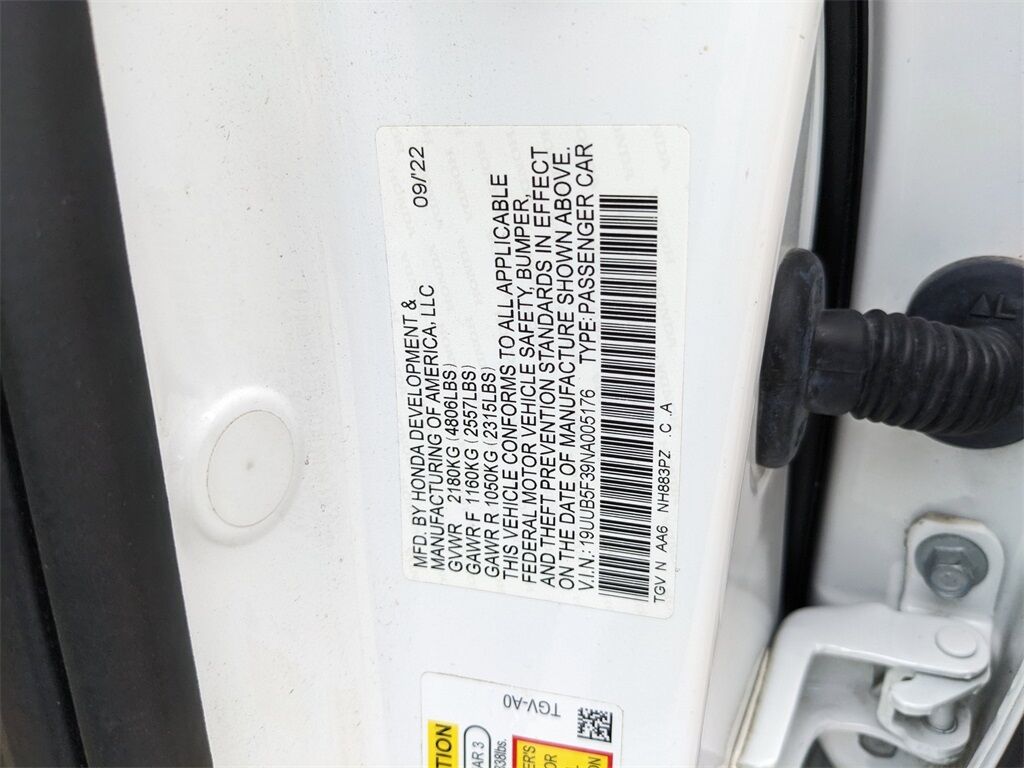 MFD. BY HONDA DEVELOPMENT &
MANUFACTURING OF AMERICA, LLC 09/'22
GVWR 2180KG (4806LBS)
GAWR F 1160KG (2557LBS)
GAWR R 1050KG (2315LBS)
THIS VEHICLE CONFORMS TO ALL APPLICABLE
FEDERAL MOTOR VEHICLE SAFETY, BUMPER,
AND THEFT PREVENTION STANDARDS IN EFFECT
ON THE DATE OF MANUFACTURE SHOWN ABOVE.
V.I.N.: 19UUB5F39NA005176 TYPE: PASSENGER CAR
TGV N AA6 NH883PZ .C .A
TGV-A0